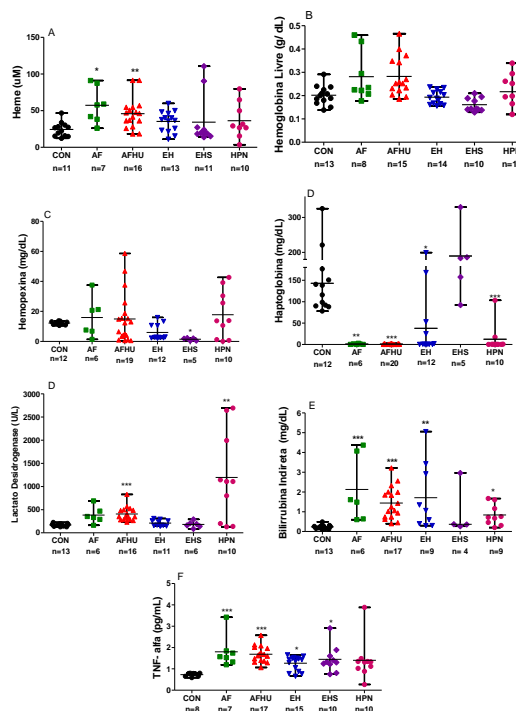 A
Heme (uM)
150
100
50
0
* **
CON AF AFHU EH EHS HPN
n=11 n=7 n=16 n=13 n=11 n=10
B
Hemoglobina Livre (g/ dL)
0.5
0.4
0.3
0.2
0.1
0.0
CON AF AFHU EH EHS HPN
n=13 n=8 n=15 n=14 n=10 n=1
C
Hemopexina (mg/dL)
80
60
40
20
0
*
CON AF AFHU EH EHS HPN
n=12 n=6 n=19 n=12 n=5 n=10
D
Haptoglobina (mg/dL)
300
200
100
0
** *** * ***
CON AF AFHU EH EHS HPN
n=12 n=6 n=20 n=12 n=5 n=10
D
Lactato Desidrogenase (U/L)
3000
2500
2000
1500
1000
500
0
*** **
CON AF AFHU EH EHS HPN
n=13 n=6 n=16 n=11 n=6 n=10
E
Bilirrubina Indireta (mg/dL)
6
4
2
0
*** *** ** *
CON AF AFHU EH EHS HPN
n=13 n=6 n=17 n=9 n= 4 n=9
F
TNF- alfa (pg/mL)
5
4
3
2
1
0
*** *** * *
CON AF AFHU EH EHS HPN
n=8 n=7 n=17 n=15 n=10 n=10